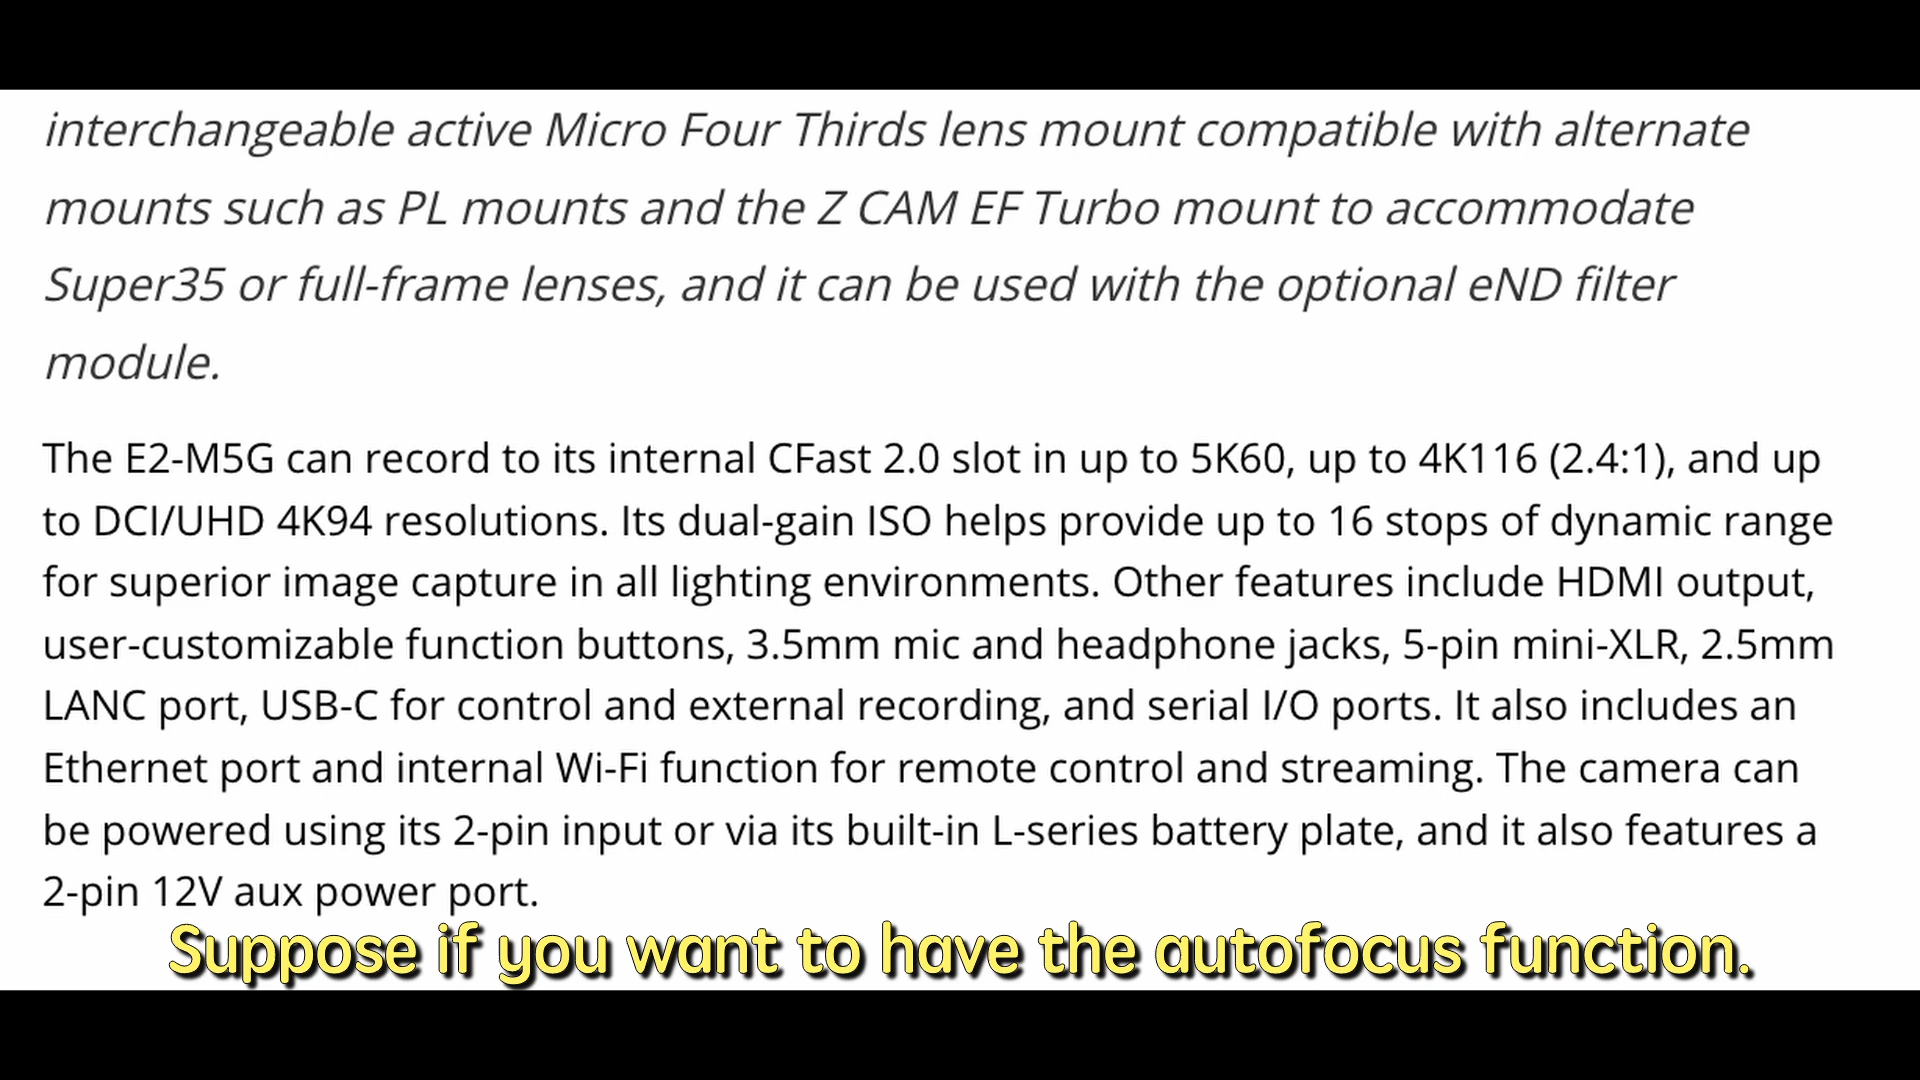 interchangeable active Micro Four Thirds lens mount compatible with alternate
mounts such as PL mounts and the Z CAM EF Turbo mount to accommodate
Super35 or full-frame lenses, and it can be used with the optional eND filter
module.
The E2-M5G can record to its internal CFast 2.0 slot in up to 5K60, up to 4K116 (2.4:1), and up
to DCI/UHD 4K94 resolutions. Its dual-gain ISO helps provide up to 16 stops of dynamic range
for superior image capture in all lighting environments. Other features include HDMI output,
user-customizable function buttons, 3.5mm mic and headphone jacks, 5-pin mini-XLR, 2.5mm
LANC port, USB-C for control and external recording, and serial I/O ports. It also includes an
Ethernet port and internal Wi-Fi function for remote control and streaming. The camera can
be powered using its 2-pin input or via its built-in L-series battery plate, and it also features a
2-pin 12V aux power port.
Suppose if you want to have the autofocus function.